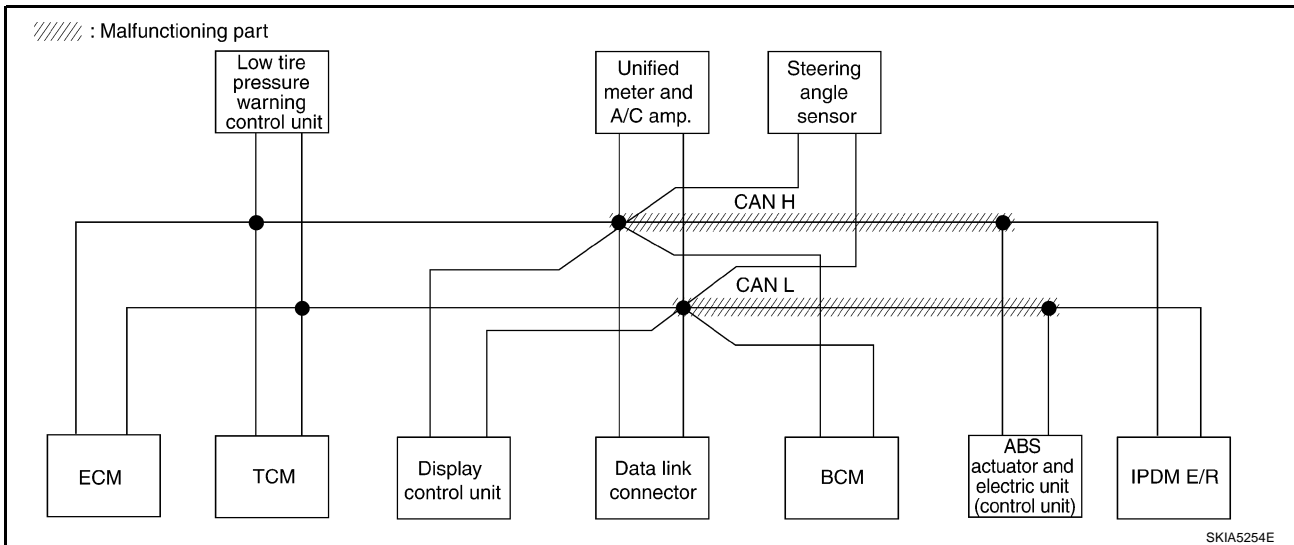 : Malfunctioning part
Low tire
pressure
warning
control unit
Unified
meter and
A/C amp.
Steering
angle
sensor
CAN H
CAN L
ECM
TCM
Display
control unit
Data link
connector
BCM
ABS
actuator and
electric unit
(control unit)
IPDM E/R
SKIA5254E